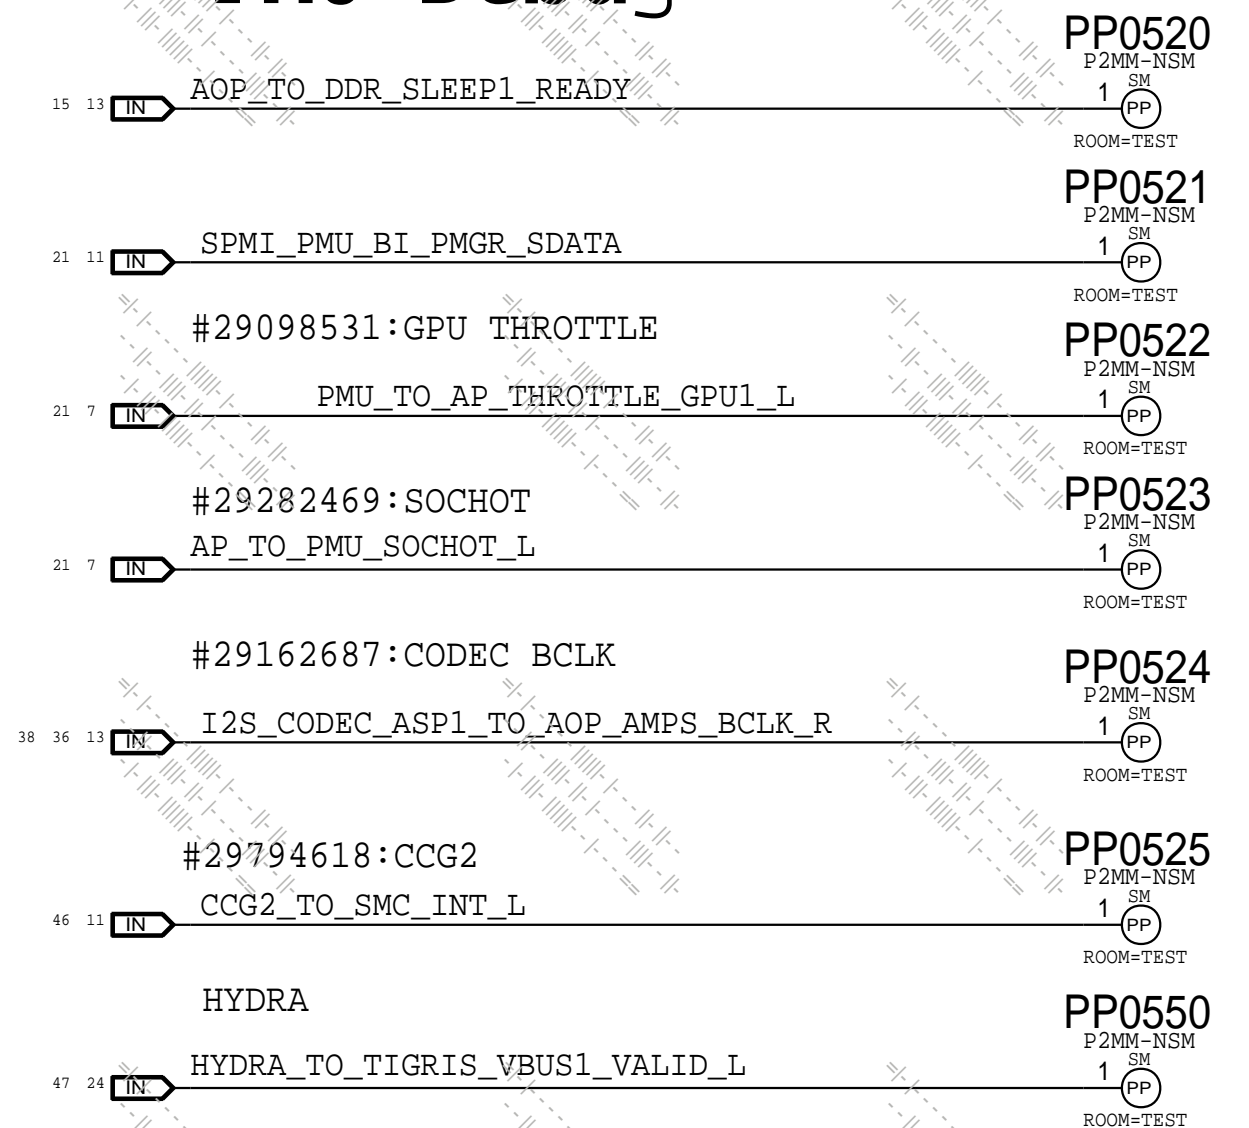 Debug
PP0520
P2MM-NSM
SM
15 13 IN AOP_TO_DDR_SLEEP1_READY 1 PP
ROOM=TEST
PP0521
P2MM-NSM
SM
21 11 IN SPMI_PMU_BI_PMGR_SDATA 1 PP
ROOM=TEST
#29098531:GPU THROTTLE
PP0522
P2MM-NSM
SM
21 7 IN PMU_TO_AP_THROTTLE_GPU1_L 1 PP
ROOM=TEST
#29282469:SOCHOT
PP0523
P2MM-NSM
SM
21 7 IN AP_TO_PMU_SOCHOT_L 1 PP
ROOM=TEST
#29162687:CODEC BCLK
PP0524
P2MM-NSM
SM
38 36 13 IN I2S_CODEC_ASP1_TO_AOP_AMPS_BCLK_R 1 PP
ROOM=TEST
#29794618:CCG2
PP0525
P2MM-NSM
SM
46 11 IN CCG2_TO_SMC_INT_L 1 PP
ROOM=TEST
HYDRA
PP0550
P2MM-NSM
SM
47 24 IN HYDRA_TO_TIGRIS_VBUS1_VALID_L 1 PP
ROOM=TEST